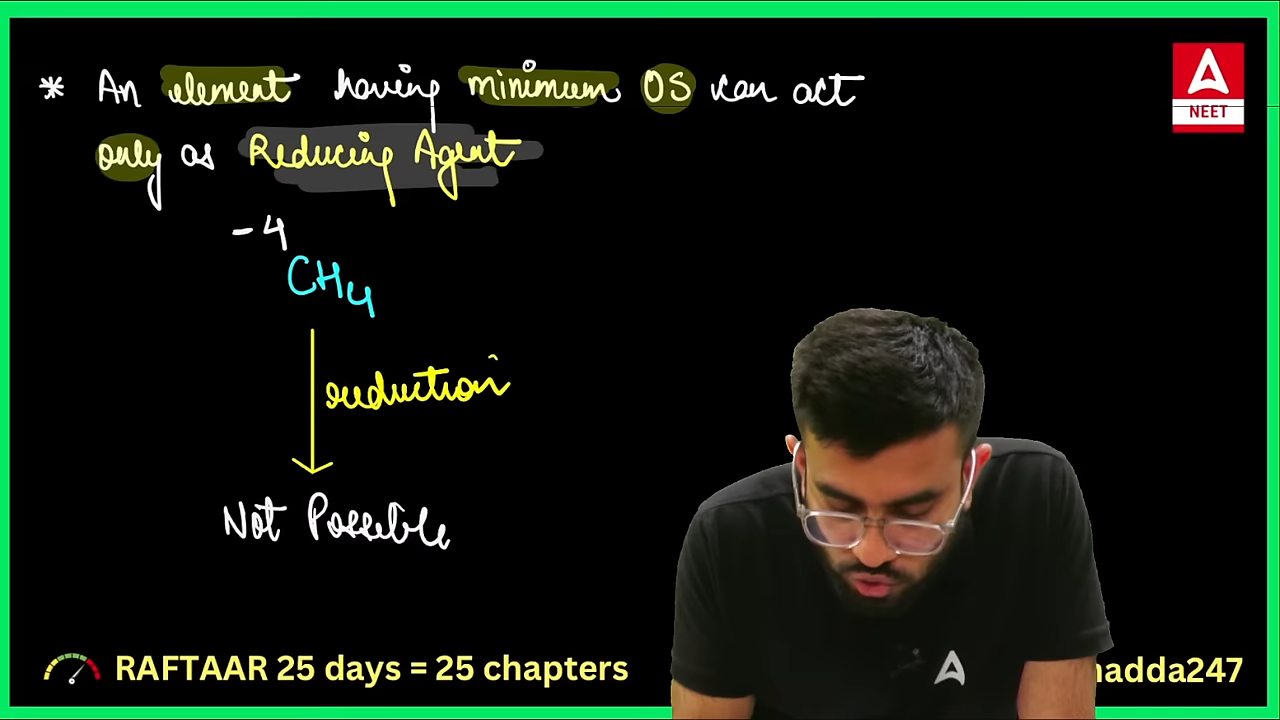 * An element having minimum OS can act
only as Reducing Agent
-4
CH4
reduction
Not Possible
NEET
RAFTAAR 25 days = 25 chapters
adda247